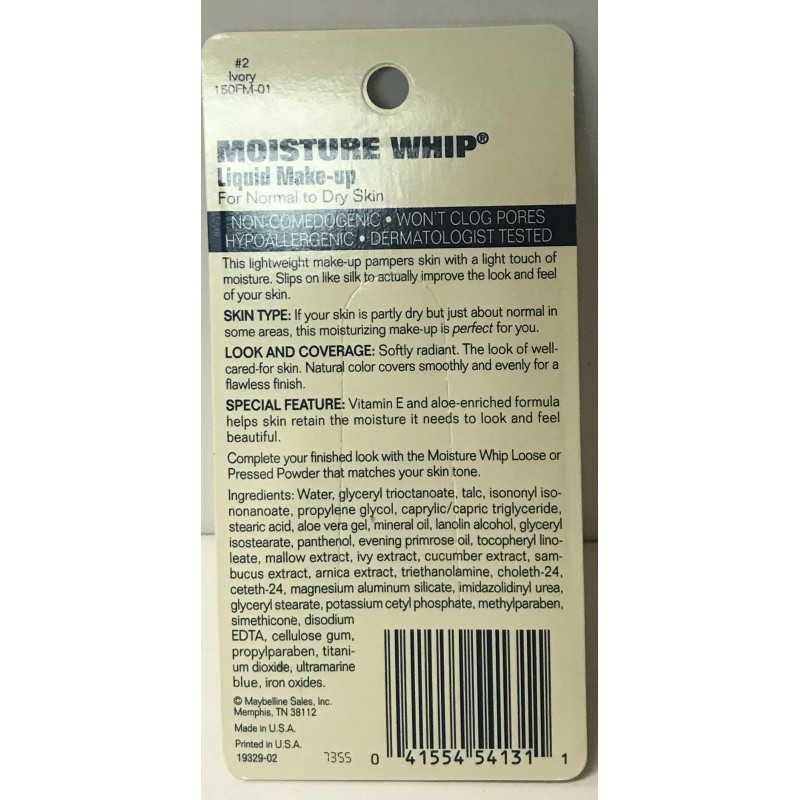 #2
Ivory
150FM-01
MOISTURE WHIP®
Liquid Make-up
For Normal to Dry Skin
NON-COMEDOGENIC • WON'T CLOG PORES
HYPOALLERGENIC • DERMATOLOGIST TESTED
This lightweight make-up pampers skin with a light touch of
moisture. Slips on like silk to actually improve the look and feel
of your skin.
SKIN TYPE: If your skin is partly dry but just about normal in
some areas, this moisturizing make-up is perfect for you.
LOOK AND COVERAGE: Softly radiant. The look of well-
cared-for skin. Natural color covers smoothly and evenly for a
flawless finish.
SPECIAL FEATURE: Vitamin E and aloe-enriched formula
helps skin retain the moisture it needs to look and feel
beautiful.
Complete your finished look with the Moisture Whip Loose or
Pressed Powder that matches your skin tone.
Ingredients: Water, glyceryl trioctanoate, talc, isononyl iso-
nonanoate, propylene glycol, caprylic/capric triglyceride,
stearic acid, aloe vera gel, mineral oil, lanolin alcohol, glyceryl
isostearate, panthenol, evening primrose oil, tocopheryl lino-
leate, mallow extract, ivy extract, cucumber extract, sam-
bucus extract, arnica extract, triethanolamine, choleth-24,
ceteth-24, magnesium aluminum silicate, imidazolidinyl urea,
glyceryl stearate, potassium cetyl phosphate, methylparaben,
simethicone, disodium
EDTA, cellulose gum,
propylparaben, titani-
um dioxide, ultramarine
blue, iron oxides.
© Maybelline Sales, Inc.
Memphis, TN 38112
Made in U.S.A.
Printed in U.S.A.
19329-02
7355
0 41554 54131 1